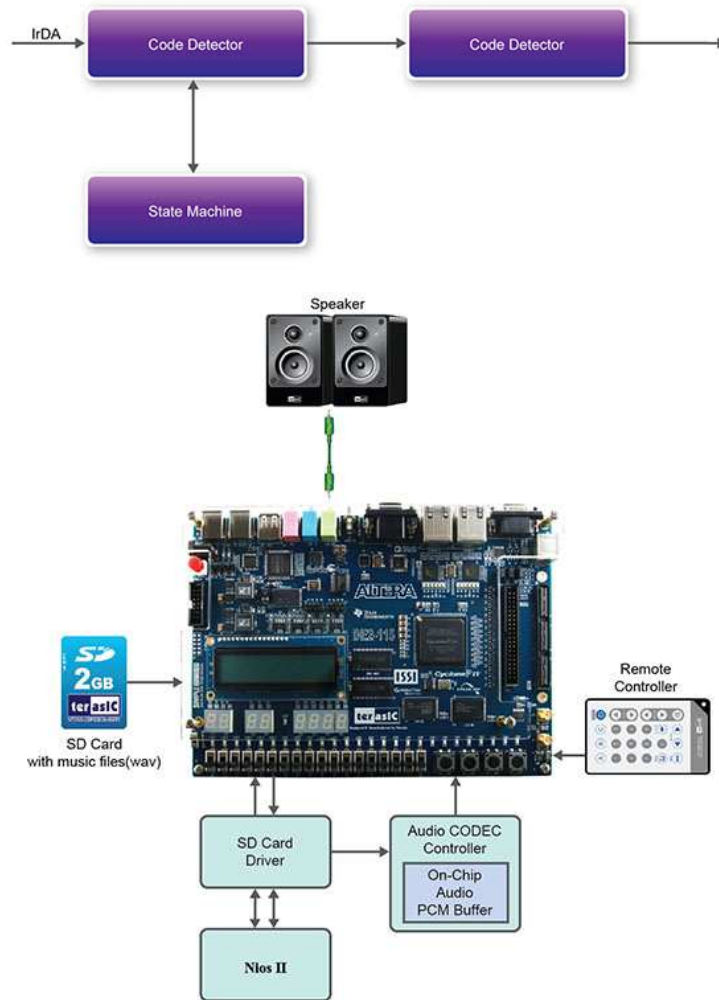 IrDA
Code Detector
Code Detector
State Machine
Speaker
ALTERA
TEXAS
INSTRUMENTS
DE2-115
ISSI
Cyclone
terasIC
SD
2GB
terasIC
SD Card
with music files(wav)
Remote
Controller
SD Card
Driver
Audio CODEC
Controller
On-Chip
Audio
PCM Buffer
Nios II